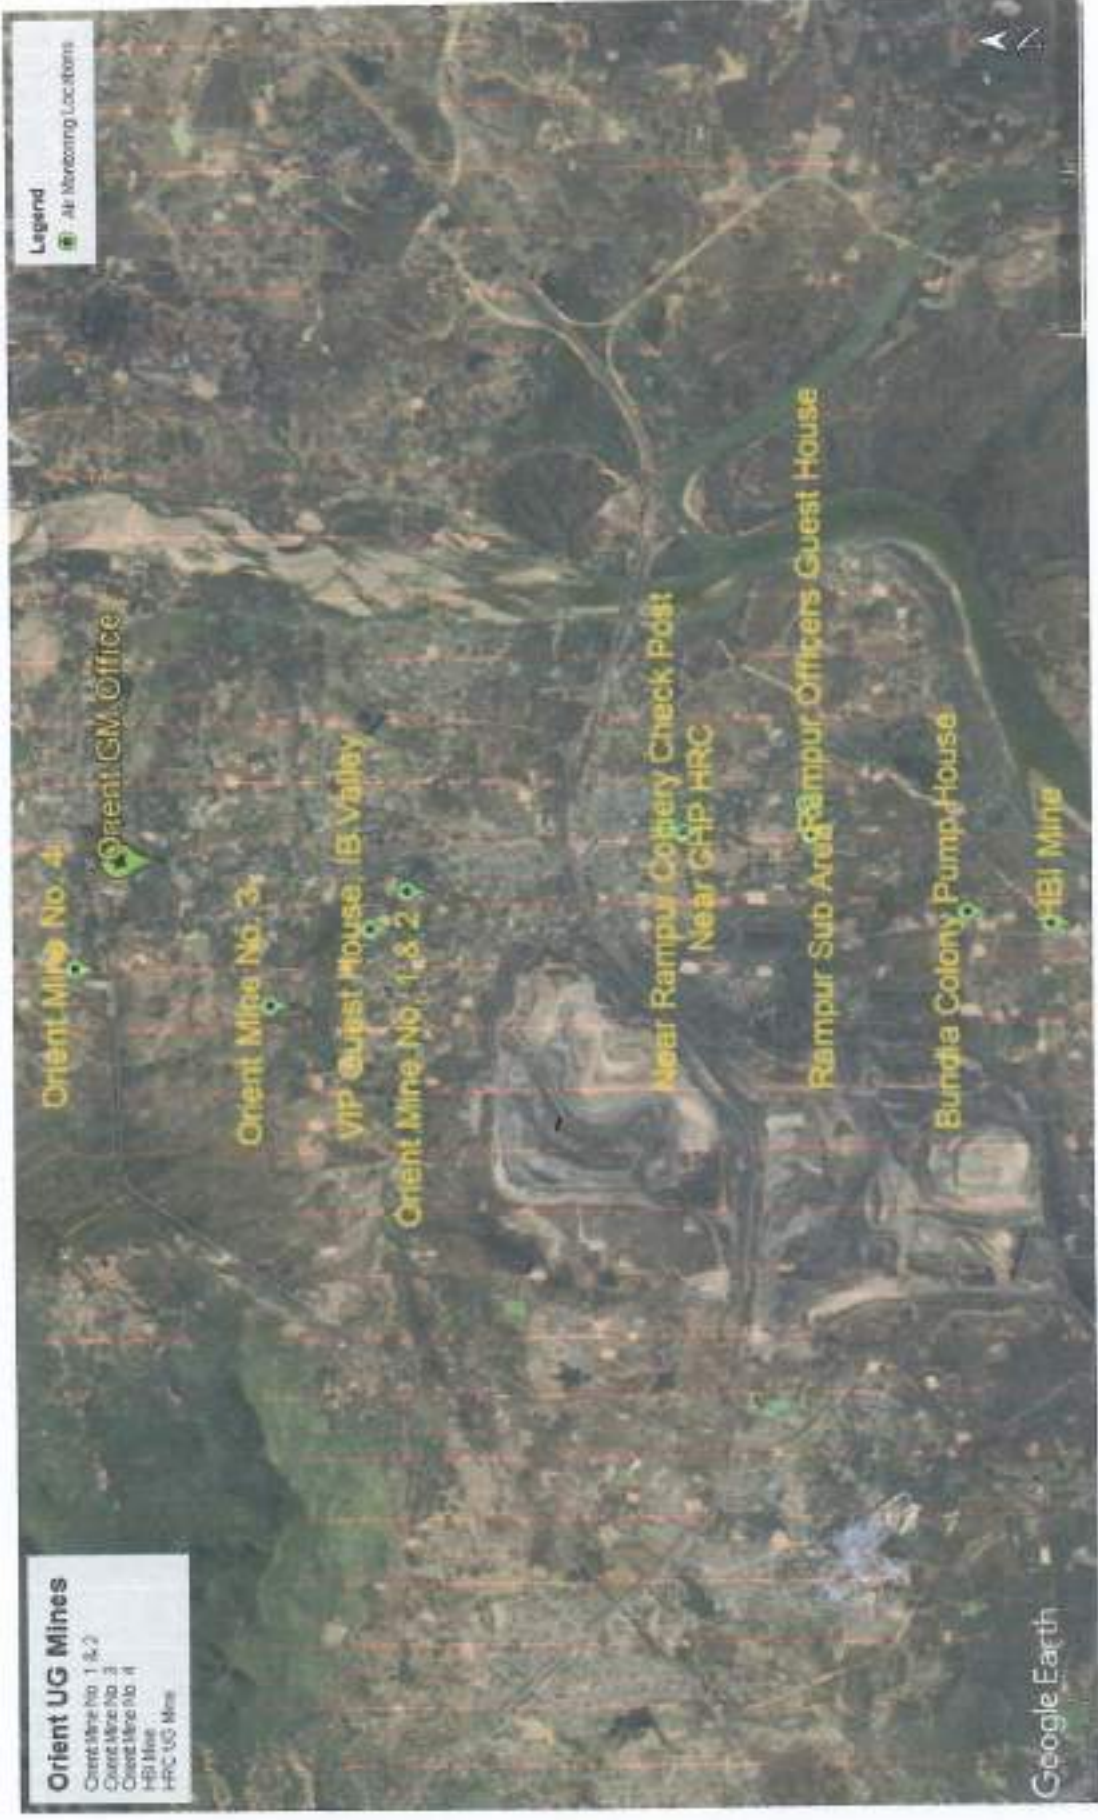 Orient UG Mines
Orient Mine No. 1 & 2
Orient Mine No. 3
Orient Mine No. 4
HBI Mine
HRC UG Mine
Legend
Air Monitoring Locations
Orient Mine No. 4
Orient GM Office
Orient Mine No. 3
VIP Guest House, IB Valley
Orient Mine No. 1 & 2
Near Rampur Colliery Check Post
Near CHP HRC
Rampur Officers Guest House
Rampur Sub Area
Bundia Colony Pump House
HBI Mine
Google Earth
N